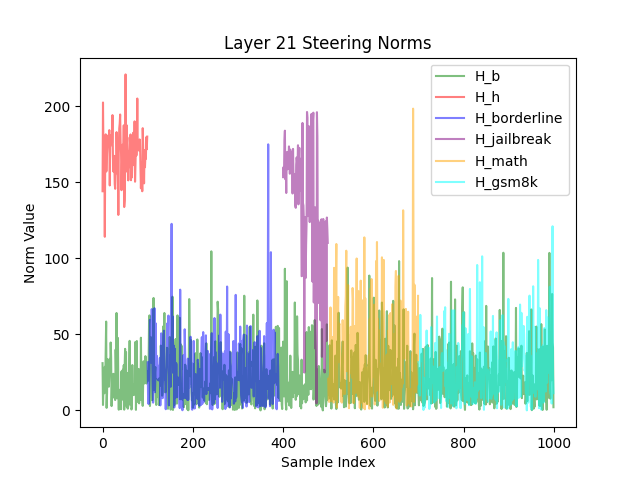 Layer 21 Steering Norms
Norm Value
200
150
100
50
0
H_b
H_h
H_borderline
H_jailbreak
H_math
H_gsm8k
0
200
400
600
800
1000
Sample Index